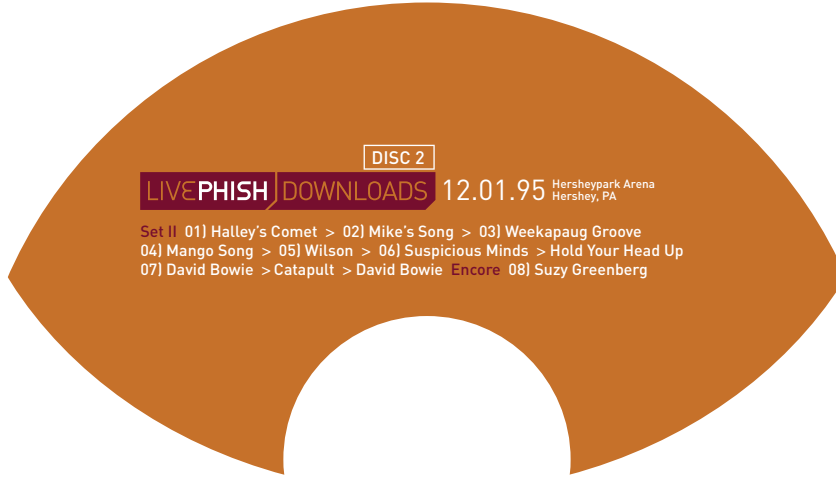 DISC 2
LIVEPHISH DOWNLOADS 12.01.95 Hersheypark Arena
Hershey, PA
Set II 01) Halley's Comet > 02) Mike's Song > 03) Weekapaug Groove
04) Mango Song > 05) Wilson > 06) Suspicious Minds > Hold Your Head Up
07) David Bowie > Catapult > David Bowie Encore 08) Suzy Greenberg